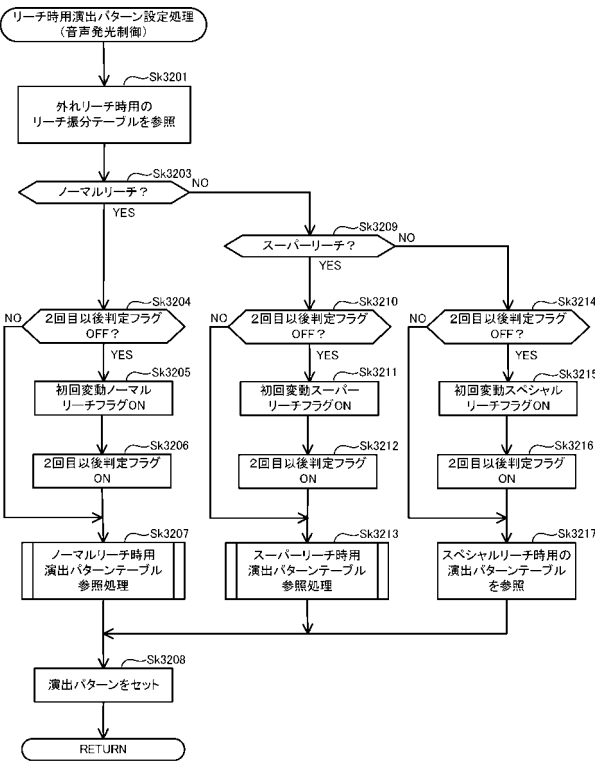 リーチ時用演出パターン設定処理
(音声発光制御)
Sk3201
外れリーチ時用の
リーチ振分テーブルを参照
Sk3203
ノーマルリーチ?
NO
YES
Sk3209
スーパーリーチ?
NO
YES
Sk3204
NO
2回目以後判定フラグ
OFF?
YES
Sk3210
NO
2回目以後判定フラグ
OFF?
YES
Sk3214
NO
2回目以後判定フラグ
OFF?
YES
Sk3205
初回変動ノーマル
リーチフラグON
Sk3211
初回変動スーパー
リーチフラグON
Sk3215
初回変動スペシャル
リーチフラグON
Sk3206
2回目以後判定フラグ
ON
Sk3212
2回目以後判定フラグ
ON
Sk3216
2回目以後判定フラグ
ON
Sk3207
ノーマルリーチ時用
演出パターンテーブル
参照処理
Sk3213
スーパーリーチ時用
演出パターンテーブル
参照処理
Sk3217
スペシャルリーチ時用の
演出パターンテーブル
を参照
Sk3208
演出パターンをセット
RETURN